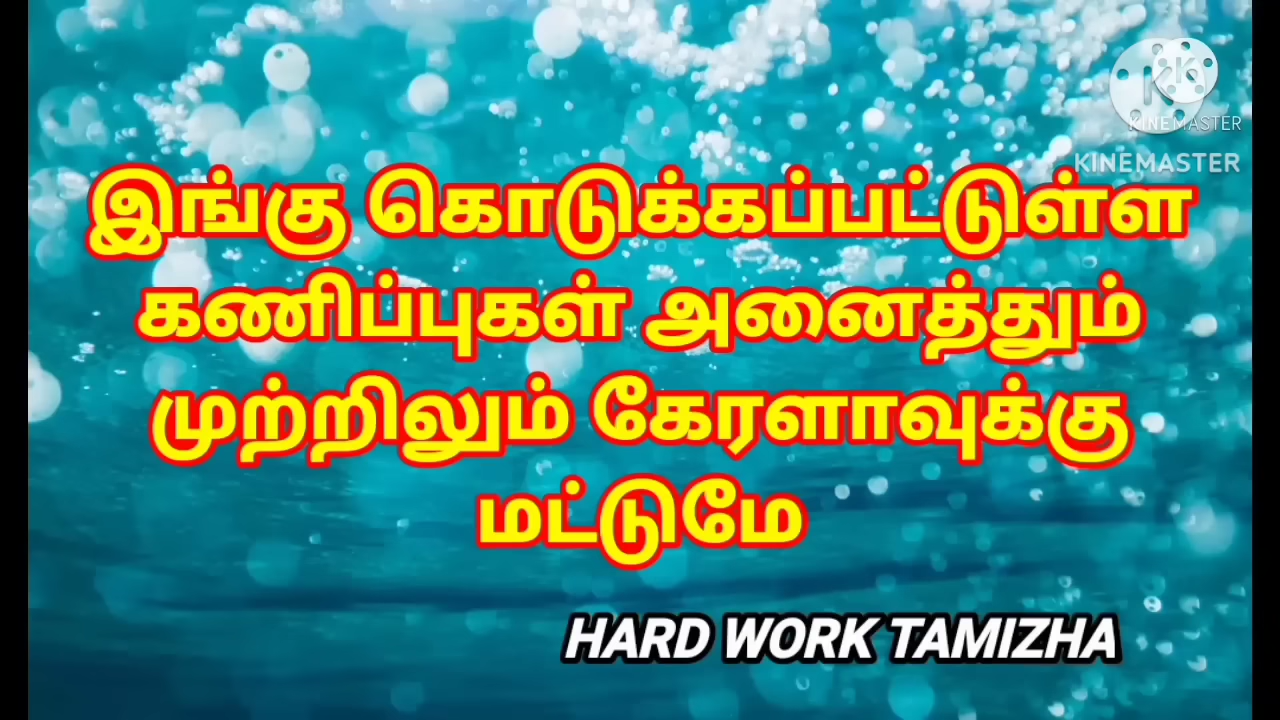 KINEMASTER
KINEMASTER
இங்கு கொடுக்கப்பட்டுள்ள
கணிப்புகள் அனைத்தும்
முற்றிலும் கேரளாவுக்கு
மட்டுமே
HARD WORK TAMIZHA